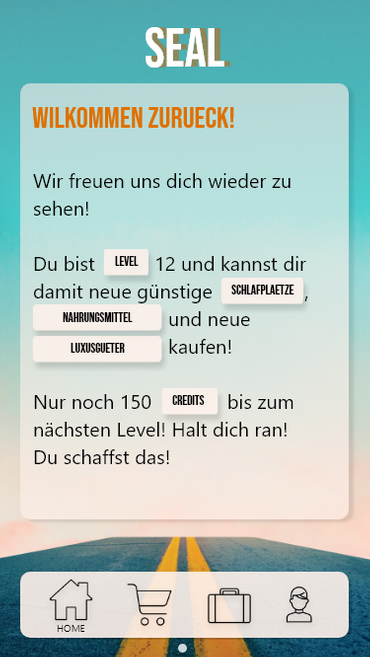 SEAL
WILKOMMEN ZURUECK!
Wir freuen uns dich wieder zu
sehen!
Du bist LEVEL 12 und kannst dir
damit neue günstige SCHLAFPLAETZE,
NAHRUNGSMITTEL und neue
LUXUSGUETER kaufen!
Nur noch 150 CREDITS bis zum
nächsten Level! Halt dich ran!
Du schaffst das!
HOME